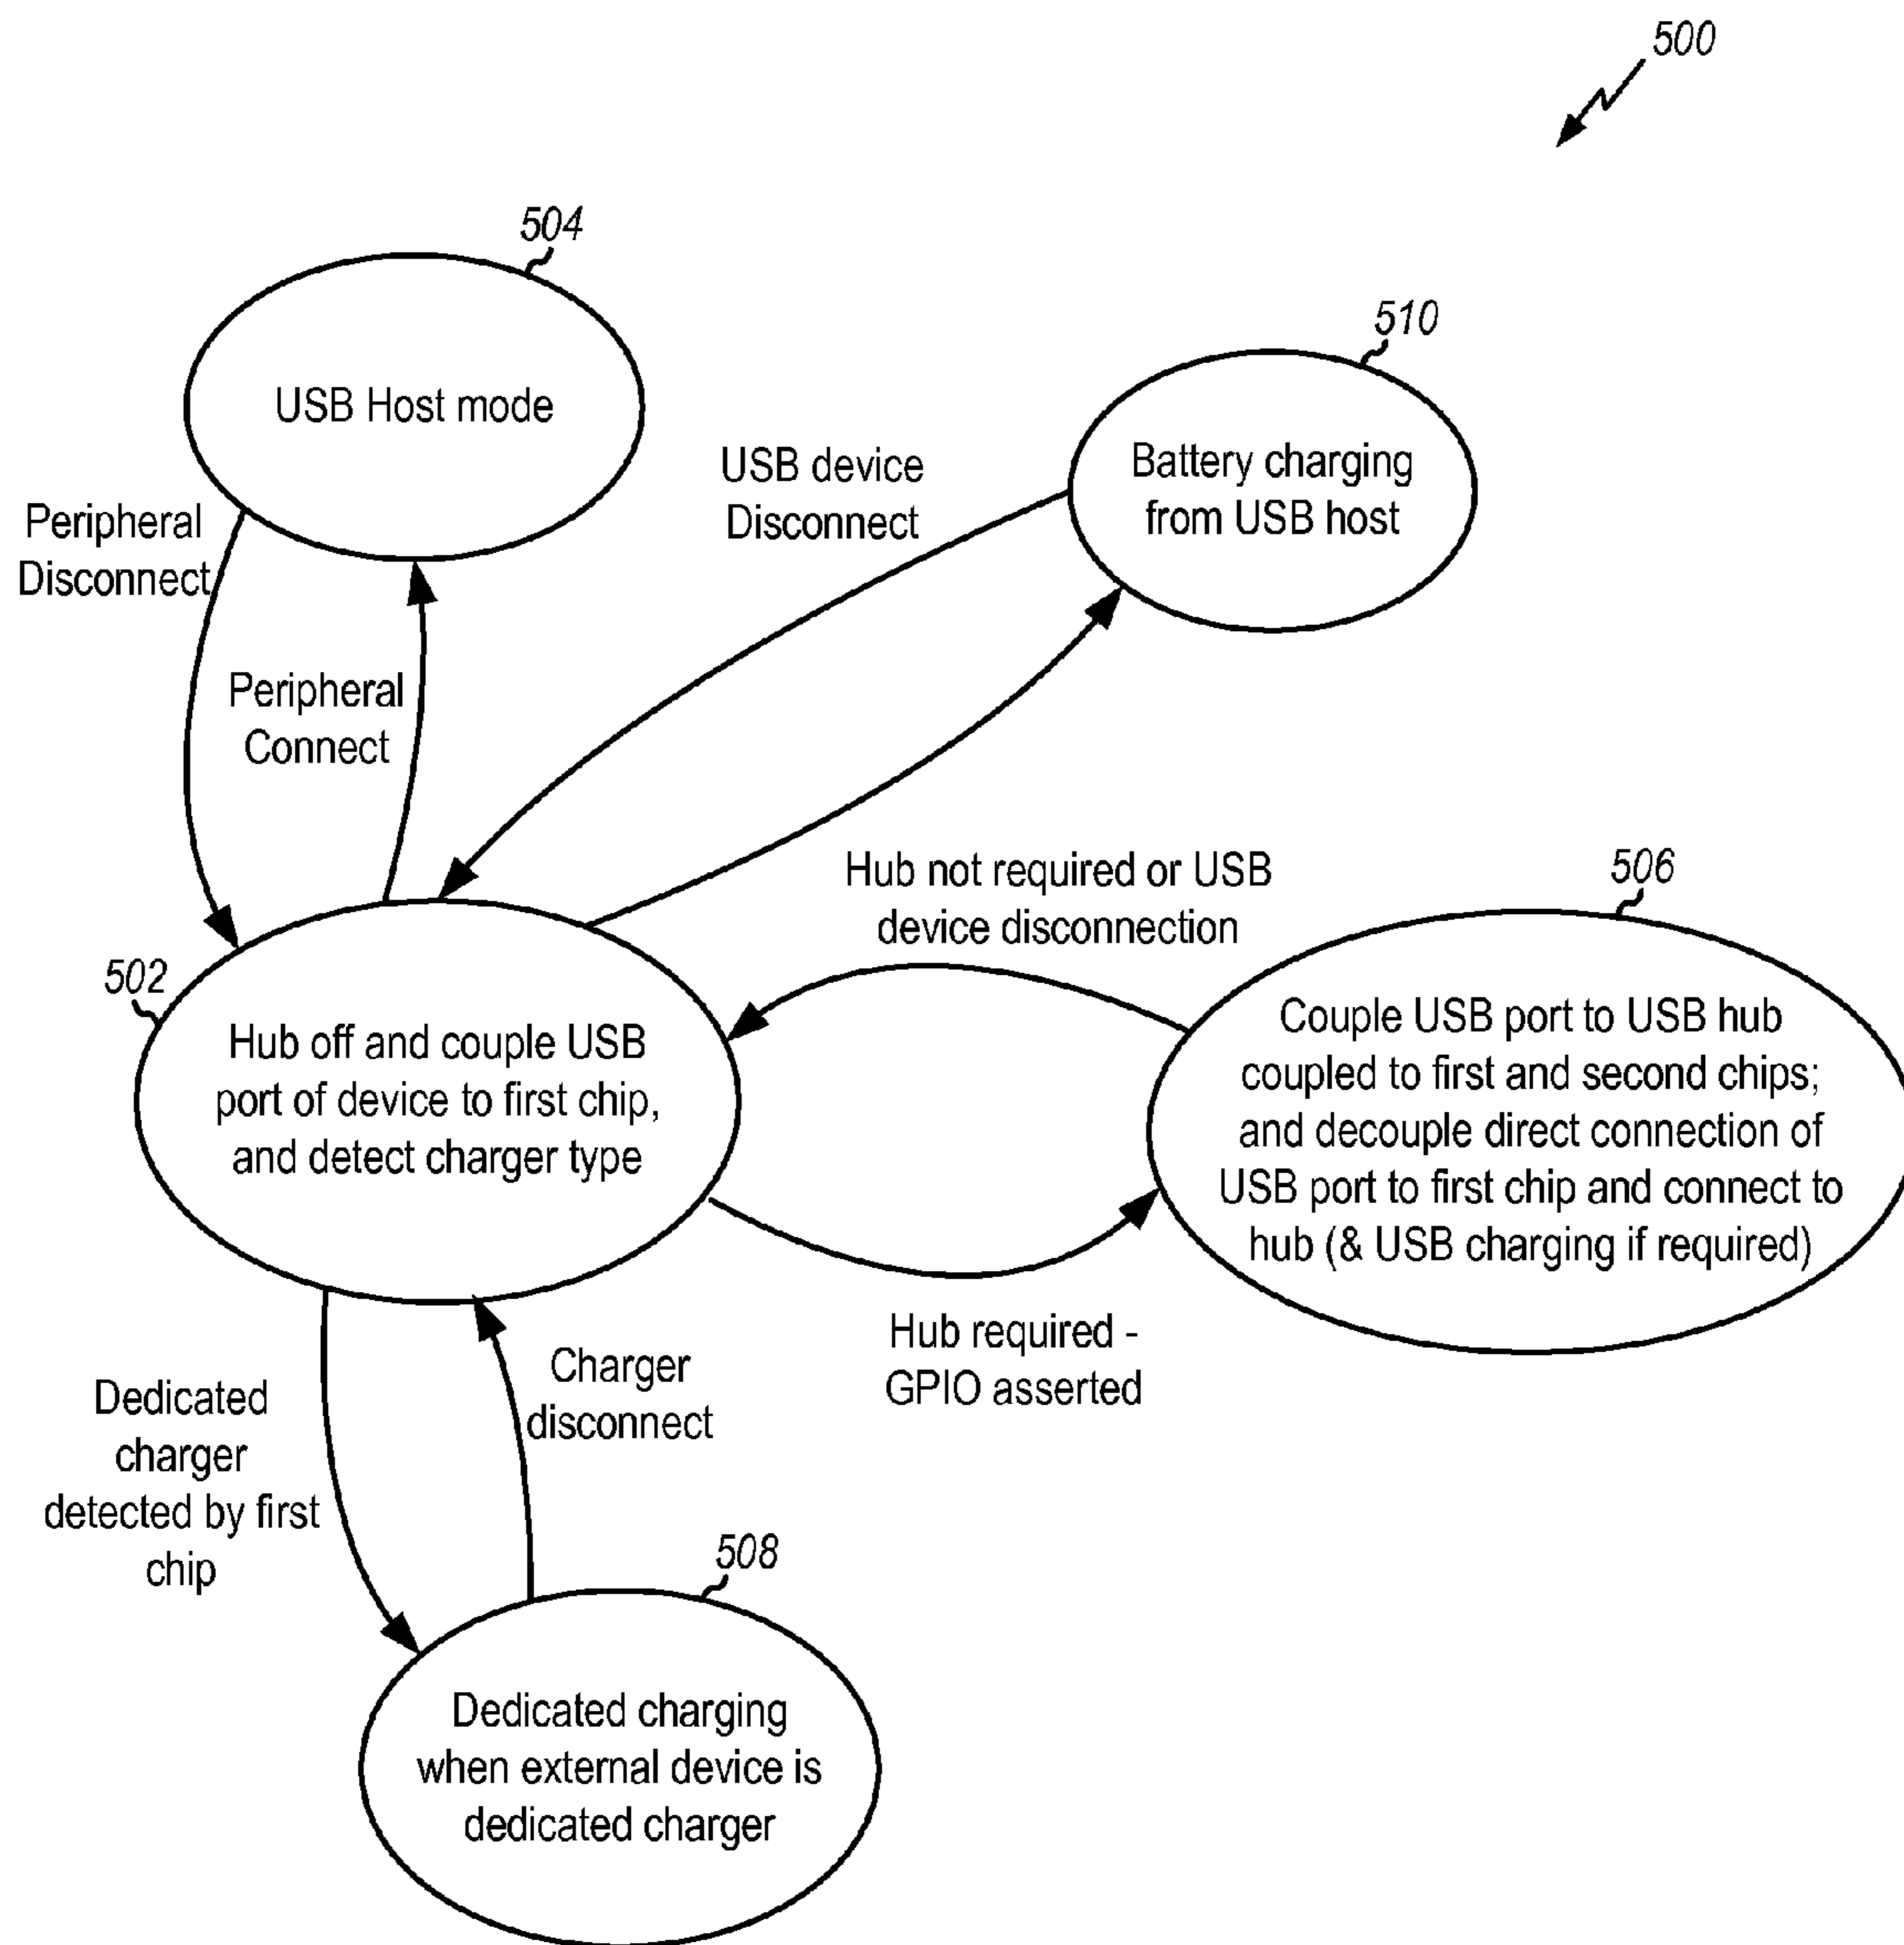 500
504
USB Host mode
510
Battery charging
from USB host
USB device
Disconnect
Peripheral
Disconnect
Peripheral
Connect
Hub not required or USB
device disconnection
506
Couple USB port to USB hub
coupled to first and second chips;
and decouple direct connection of
USB port to first chip and connect to
hub (& USB charging if required)
502
Hub off and couple USB
port of device to first chip,
and detect charger type
Hub required -
GPIO asserted
Charger
disconnect
Dedicated
charger
detected by first
chip
508
Dedicated charging
when external device is
dedicated charger